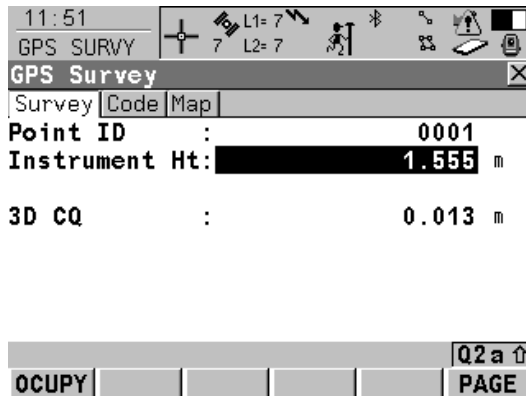 11:51
GPS SURVY
7 L1= 7
L2= 7
GPS Survey
Survey Code Map
Point ID : 0001
Instrument Ht: 1.555 m
3D CQ : 0.013 m
Q2 a
OCUPY PAGE